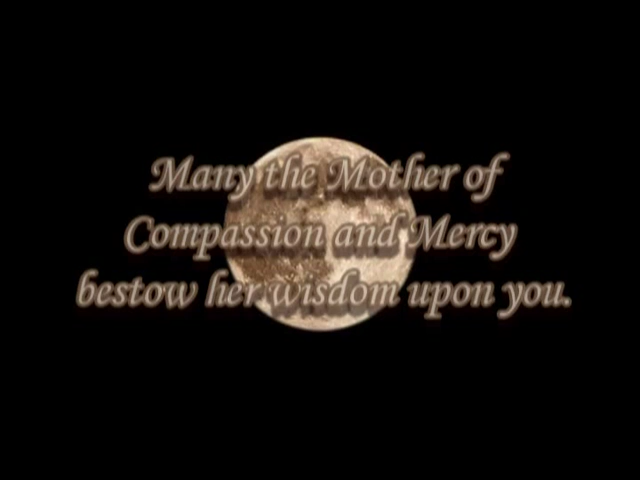 Many the Mother of
Compassion and Mercy
bestow her wisdom upon you.